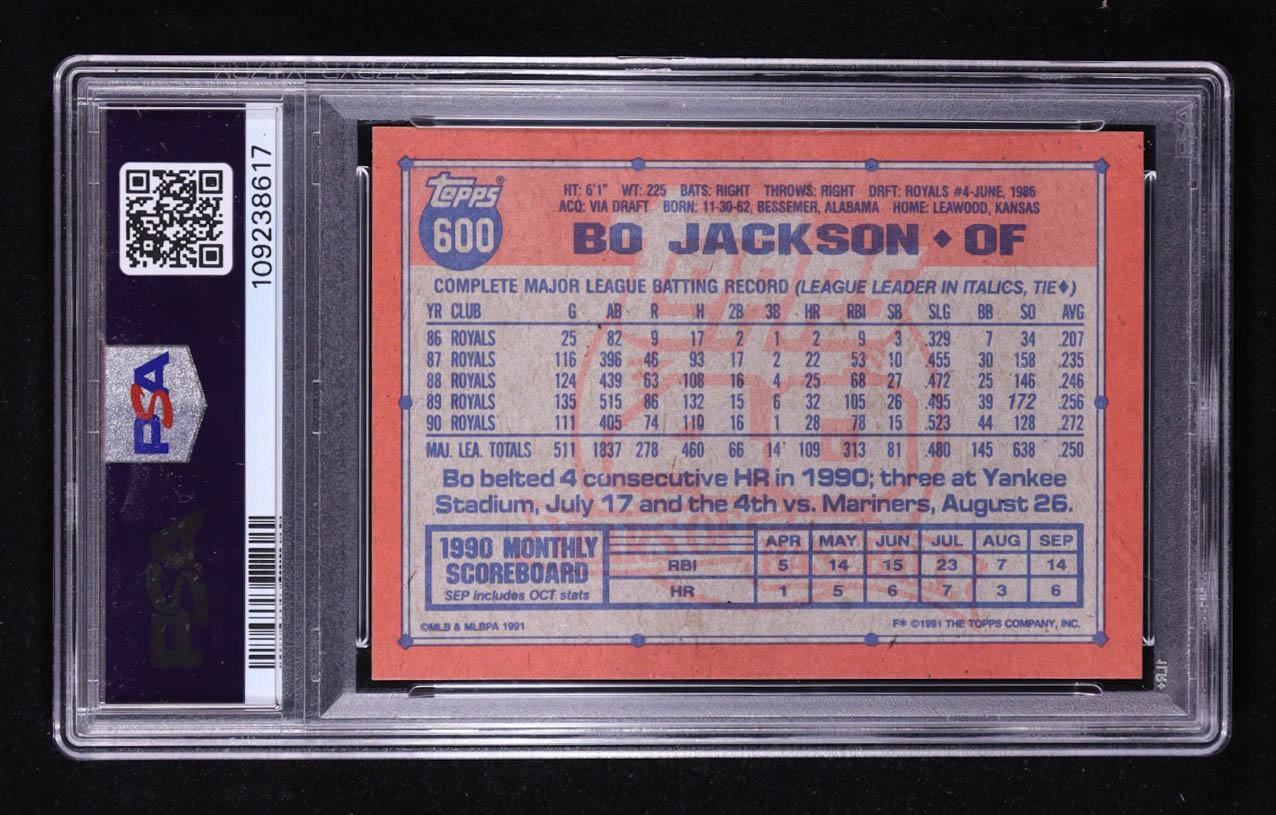 109238617
PSA
PSA
TOPPS®
600
HT: 6'1" WT: 225 BATS: RIGHT THROWS: RIGHT DRFT: ROYALS #4-JUNE, 1986
ACQ: VIA DRAFT BORN: 11-30-62, BESSEMER, ALABAMA HOME: LEAWOOD, KANSAS
BO JACKSON ♦ OF
COMPLETE MAJOR LEAGUE BATTING RECORD (LEAGUE LEADER IN ITALICS, TIE♦)
YR CLUB G AB R H 2B 3B HR RBI SB SLG BB SO AVG
86 ROYALS 25 82 9 17 2 1 2 9 3 .329 7 34 .207
87 ROYALS 116 396 46 93 17 2 22 53 10 .455 30 158 .235
88 ROYALS 124 439 63 108 16 4 25 68 27 .472 25 146 .246
89 ROYALS 135 515 86 132 15 6 32 105 26 .495 39 172 .256
90 ROYALS 111 405 74 110 16 1 28 78 15 .523 44 128 .272
MAJ. LEA. TOTALS 511 1837 278 460 66 14 109 313 81 .480 145 638 .250
Bo belted 4 consecutive HR in 1990; three at Yankee
Stadium, July 17 and the 4th vs. Mariners, August 26.
1990 MONTHLY
SCOREBOARD
SEP includes OCT stats
APR MAY JUN JUL AUG SEP
RBI 5 14 15 23 7 14
HR 1 5 6 7 3 6
©MLB & MLBPA 1991
F* ©1991 THE TOPPS COMPANY, INC.